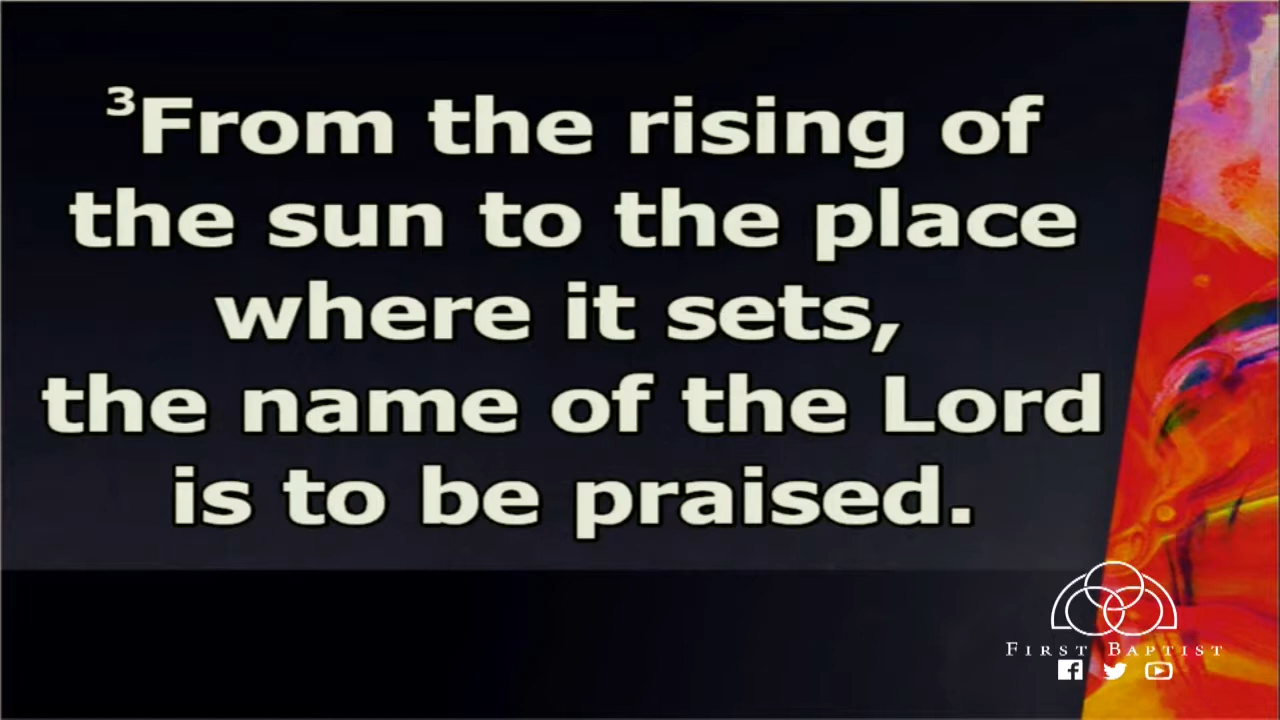 ³From the rising of
the sun to the place
where it sets,
the name of the Lord
is to be praised.
FIRST BAPTIST